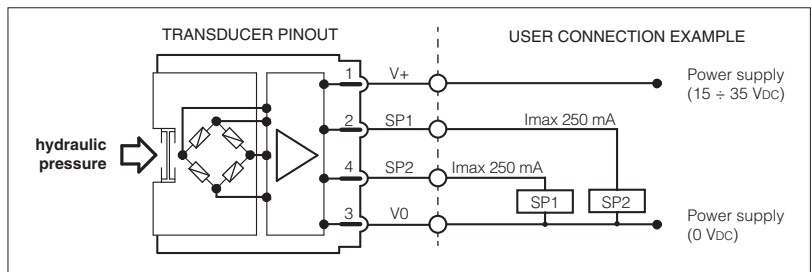 TRANSDUCER PINOUT
USER CONNECTION EXAMPLE
hydraulic
pressure
1 V+
Power supply
(15 ÷ 35 VDC)
2 SP1 Imax 250 mA
4 SP2 Imax 250 mA
SP1 SP2
3 V0
Power supply
(0 VDC)